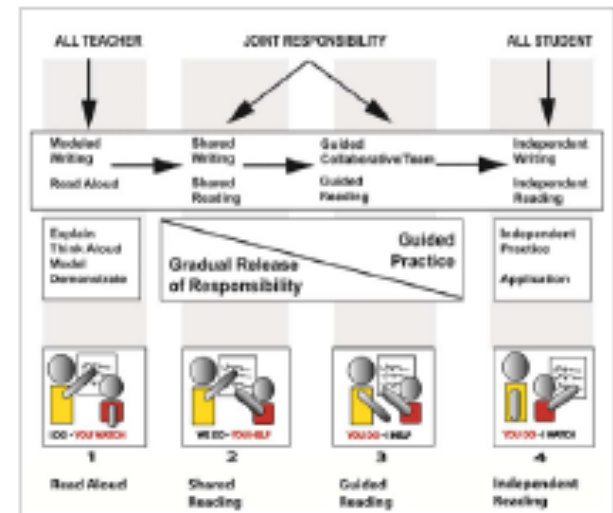 ALL TEACHER
JOINT RESPONSIBILITY
ALL STUDENT
Modeled
Writing
Read Aloud
Shared
Writing
Shared
Reading
Guided
Collaborative/Team
Guided
Reading
Independent
Writing
Independent
Reading
Explain
Think Aloud
Model
Demonstrate
Gradual Release
of Responsibility
Guided
Practice
Independent
Practice
Application
I DO - YOU WATCH
WE DO - YOU HELP
YOU DO - I HELP
YOU DO - I WATCH
1
2
3
4
Read Aloud
Shared
Reading
Guided
Reading
Independent
Reading